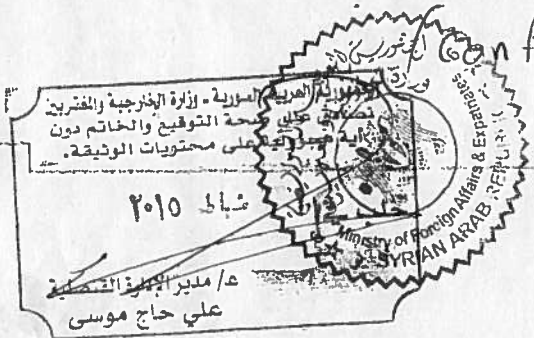 الجمهورية العربية السورية - وزارة الخارجية والمغتربين
تصادق على صحة التوقيع والخاتم دون
أية مسؤولية على محتويات الوثيقة.
شباط ٢٠١٥
ع/ مدير الإدارة القنصلية
علي حاج موسى
Ministry of Foreign Affairs & Expatriates
SYRIAN ARAB REPUBLIC